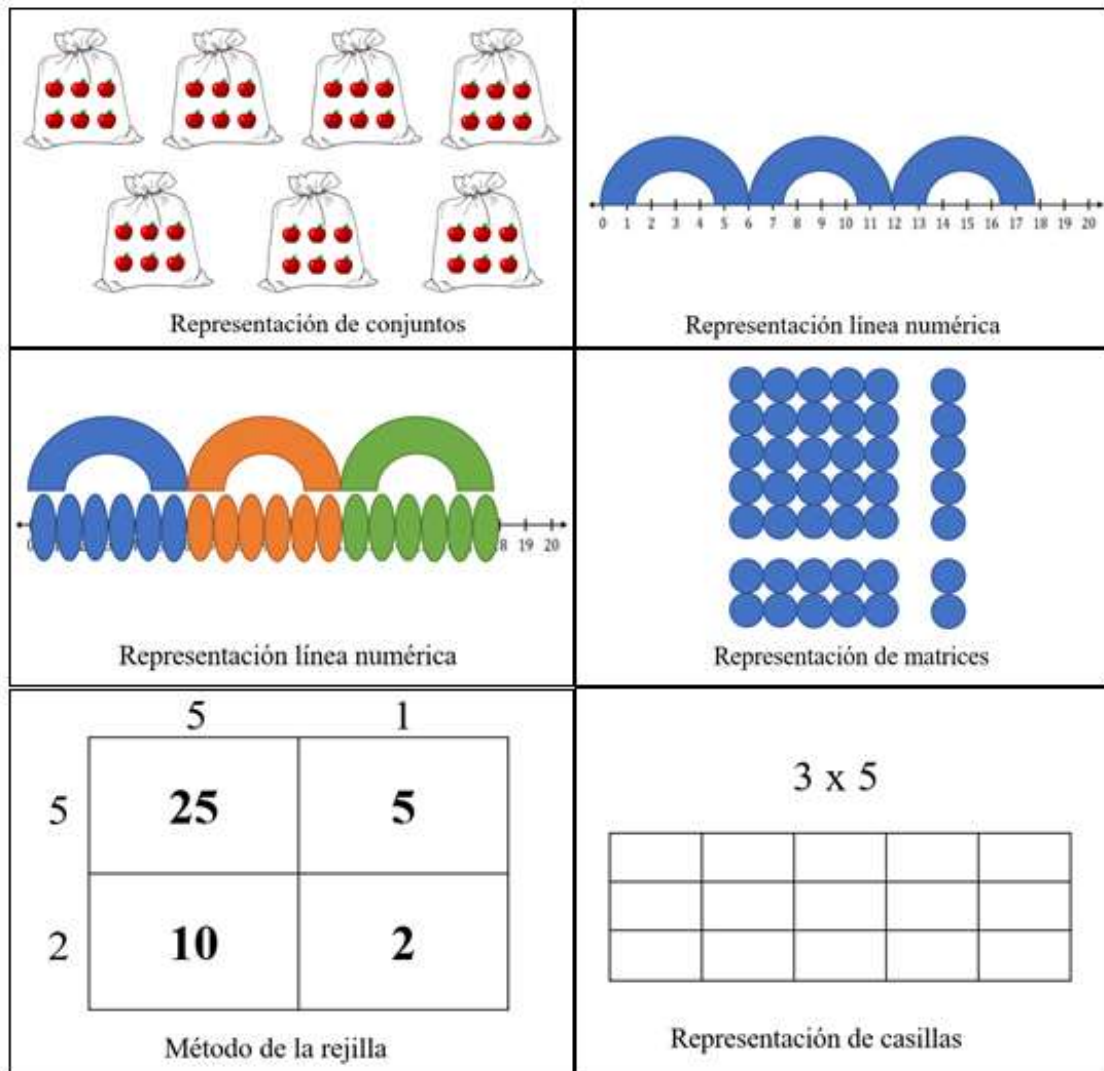 Representación de conjuntos
0 1 2 3 4 5 6 7 8 9 10 11 12 13 14 15 16 17 18 19 20
Representación línea numérica
19 20
Representación línea numérica
Representación de matrices
5 1
5 25 5
2 10 2
Método de la rejilla
3 x 5
Representación de casillas